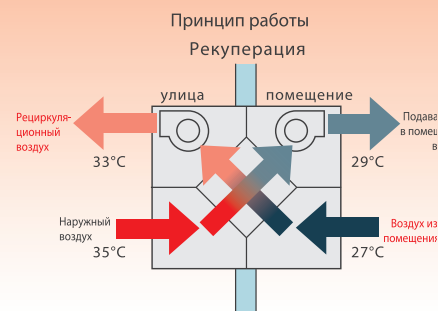 Принцип работы
Рекуперация
улица
помещение
Рециркуля-
ционный
воздух
33°C
29°C
Подава
в помещ
в
Наружный
воздух
35°C
27°C
Воздух из
помещения